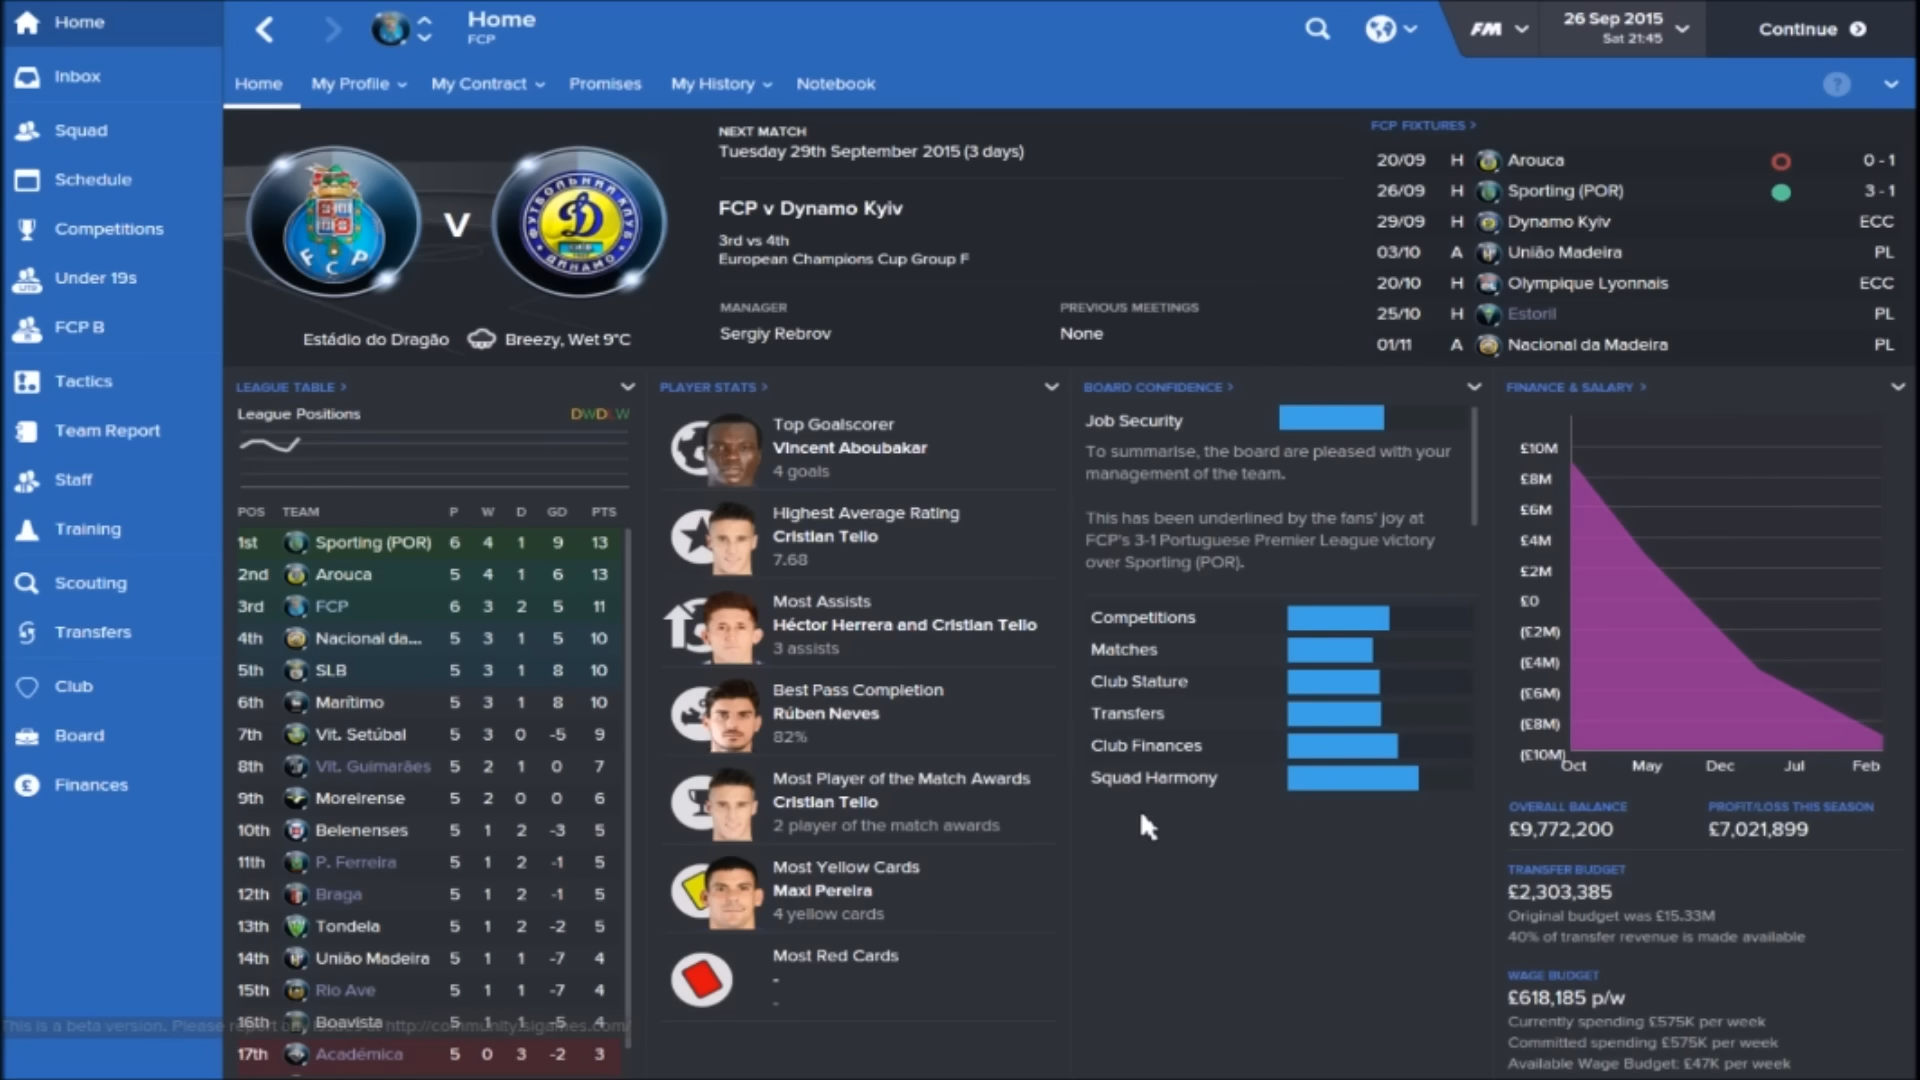 Home
Inbox
Squad
Schedule
Competitions
Under 19s
FCP B
Tactics
Team Report
Staff
Training
Scouting
Transfers
Club
Board
Finances
Home
FCP
FM
26 Sep 2015
Sat 21:45
Continue
Home My Profile My Contract Promises My History Notebook
?
V
Estádio do Dragão Breezy, Wet 9°C
NEXT MATCH
Tuesday 29th September 2015 (3 days)
FCP v Dynamo Kyiv
3rd vs 4th
European Champions Cup Group F
MANAGER
Sergiy Rebrov
PREVIOUS MEETINGS
None
FCP FIXTURES >
20/09 H Arouca 0 - 1
26/09 H Sporting (POR) 3 - 1
29/09 H Dynamo Kyiv ECC
03/10 A União Madeira PL
20/10 H Olympique Lyonnais ECC
25/10 H Estoril PL
01/11 A Nacional da Madeira PL
LEAGUE TABLE >
League Positions DWDLW
POS TEAM P W D GD PTS
1st Sporting (POR) 6 4 1 9 13
2nd Arouca 5 4 1 6 13
3rd FCP 6 3 2 5 11
4th Nacional da... 5 3 1 5 10
5th SLB 5 3 1 8 10
6th Marítimo 5 3 1 8 10
7th Vit. Setúbal 5 3 0 -5 9
8th Vit. Guimarães 5 2 1 0 7
9th Moreirense 5 2 0 0 6
10th Belenenses 5 1 2 -3 5
11th P. Ferreira 5 1 2 -1 5
12th Braga 5 1 2 -1 5
13th Tondela 5 1 2 -2 5
14th União Madeira 5 1 1 -7 4
15th Rio Ave 5 1 1 -7 4
16th Boavista 5 1 1 -5 4
17th Académica 5 0 3 -2 3
This is a beta version. Please report http://community.sigames.com/
PLAYER STATS >
Top Goalscorer
Vincent Aboubakar
4 goals
Highest Average Rating
Cristian Tello
7.68
Most Assists
Héctor Herrera and Cristian Tello
3 assists
Best Pass Completion
Rúben Neves
82%
Most Player of the Match Awards
Cristian Tello
2 player of the match awards
Most Yellow Cards
Maxi Pereira
4 yellow cards
Most Red Cards
-
-
BOARD CONFIDENCE >
Job Security
To summarise, the board are pleased with your
management of the team.
This has been underlined by the fans' joy at
FCP's 3-1 Portuguese Premier League victory
over Sporting (POR).
Competitions
Matches
Club Stature
Transfers
Club Finances
Squad Harmony
FINANCE & SALARY >
£10M
£8M
£6M
£4M
£2M
£0
(£2M)
(£4M)
(£6M)
(£8M)
(£10M)
Oct May Dec Jul Feb
OVERALL BALANCE
£9,772,200
PROFIT/LOSS THIS SEASON
£7,021,899
TRANSFER BUDGET
£2,303,385
Original budget was £15.33M
40% of transfer revenue is made available
WAGE BUDGET
£618,185 p/w
Currently spending £575K per week
Committed spending £575K per week
Available Wage Budget: £47K per week